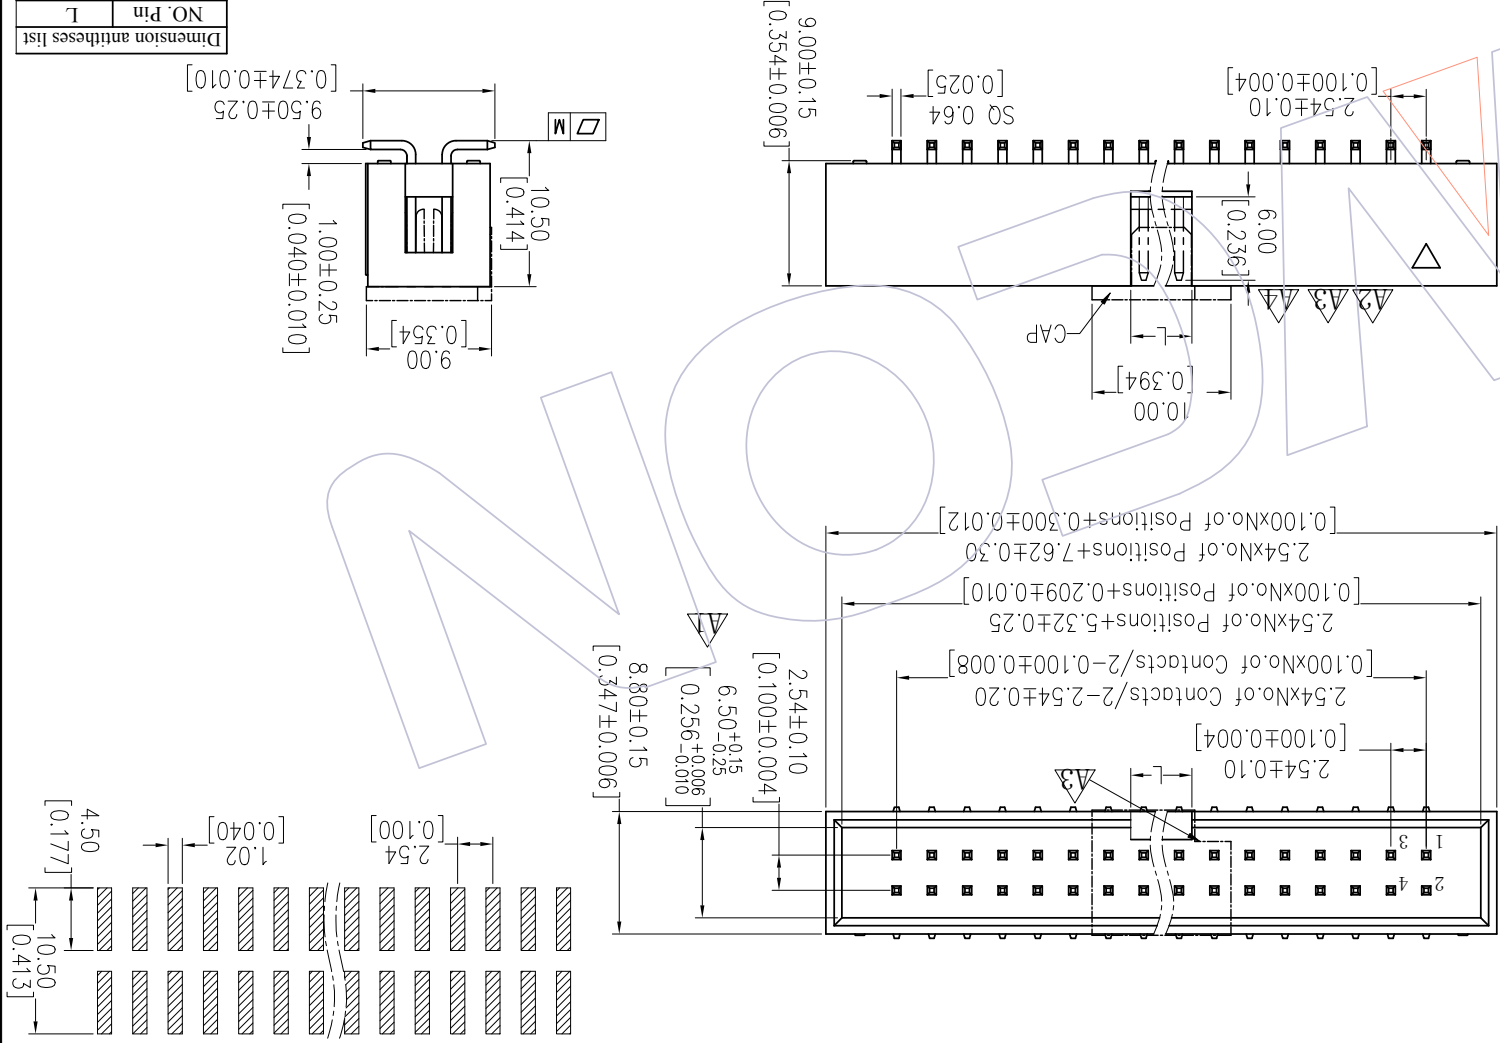 Dimension antitheses list
NO. Pin L
9.50±0.25
[0.374±0.010]
1.00±0.25
[0.040±0.010]
10.50
[0.414]
M
9.00
[0.354]
9.00±0.15
[0.354±0.006]
SQ 0.64
[0.025]
2.54±0.10
[0.100±0.004]
6.00
[0.236]
A2
A3
A4
CAP
L
10.00
[0.394]
2.54xNo.of Positions+7.62±0.30
[0.100xNo.of Positions+0.300±0.012]
2.54xNo.of Positions+5.32±0.25
[0.100xNo.of Positions+0.209±0.010]
2.54xNo.of Contacts/2-2.54±0.20
[0.100xNo.of Contacts/2-0.100±0.008]
2.54±0.10
[0.100±0.004]
L
A3
A1
2.54±0.10
[0.100±0.004]
6.50+0.15-0.25
[0.256+0.006-0.010]
8.80±0.15
[0.347±0.006]
1
3
2
4
4.50
[0.177]
1.02
[0.040]
2.54
[0.100]
10.50
[0.413]